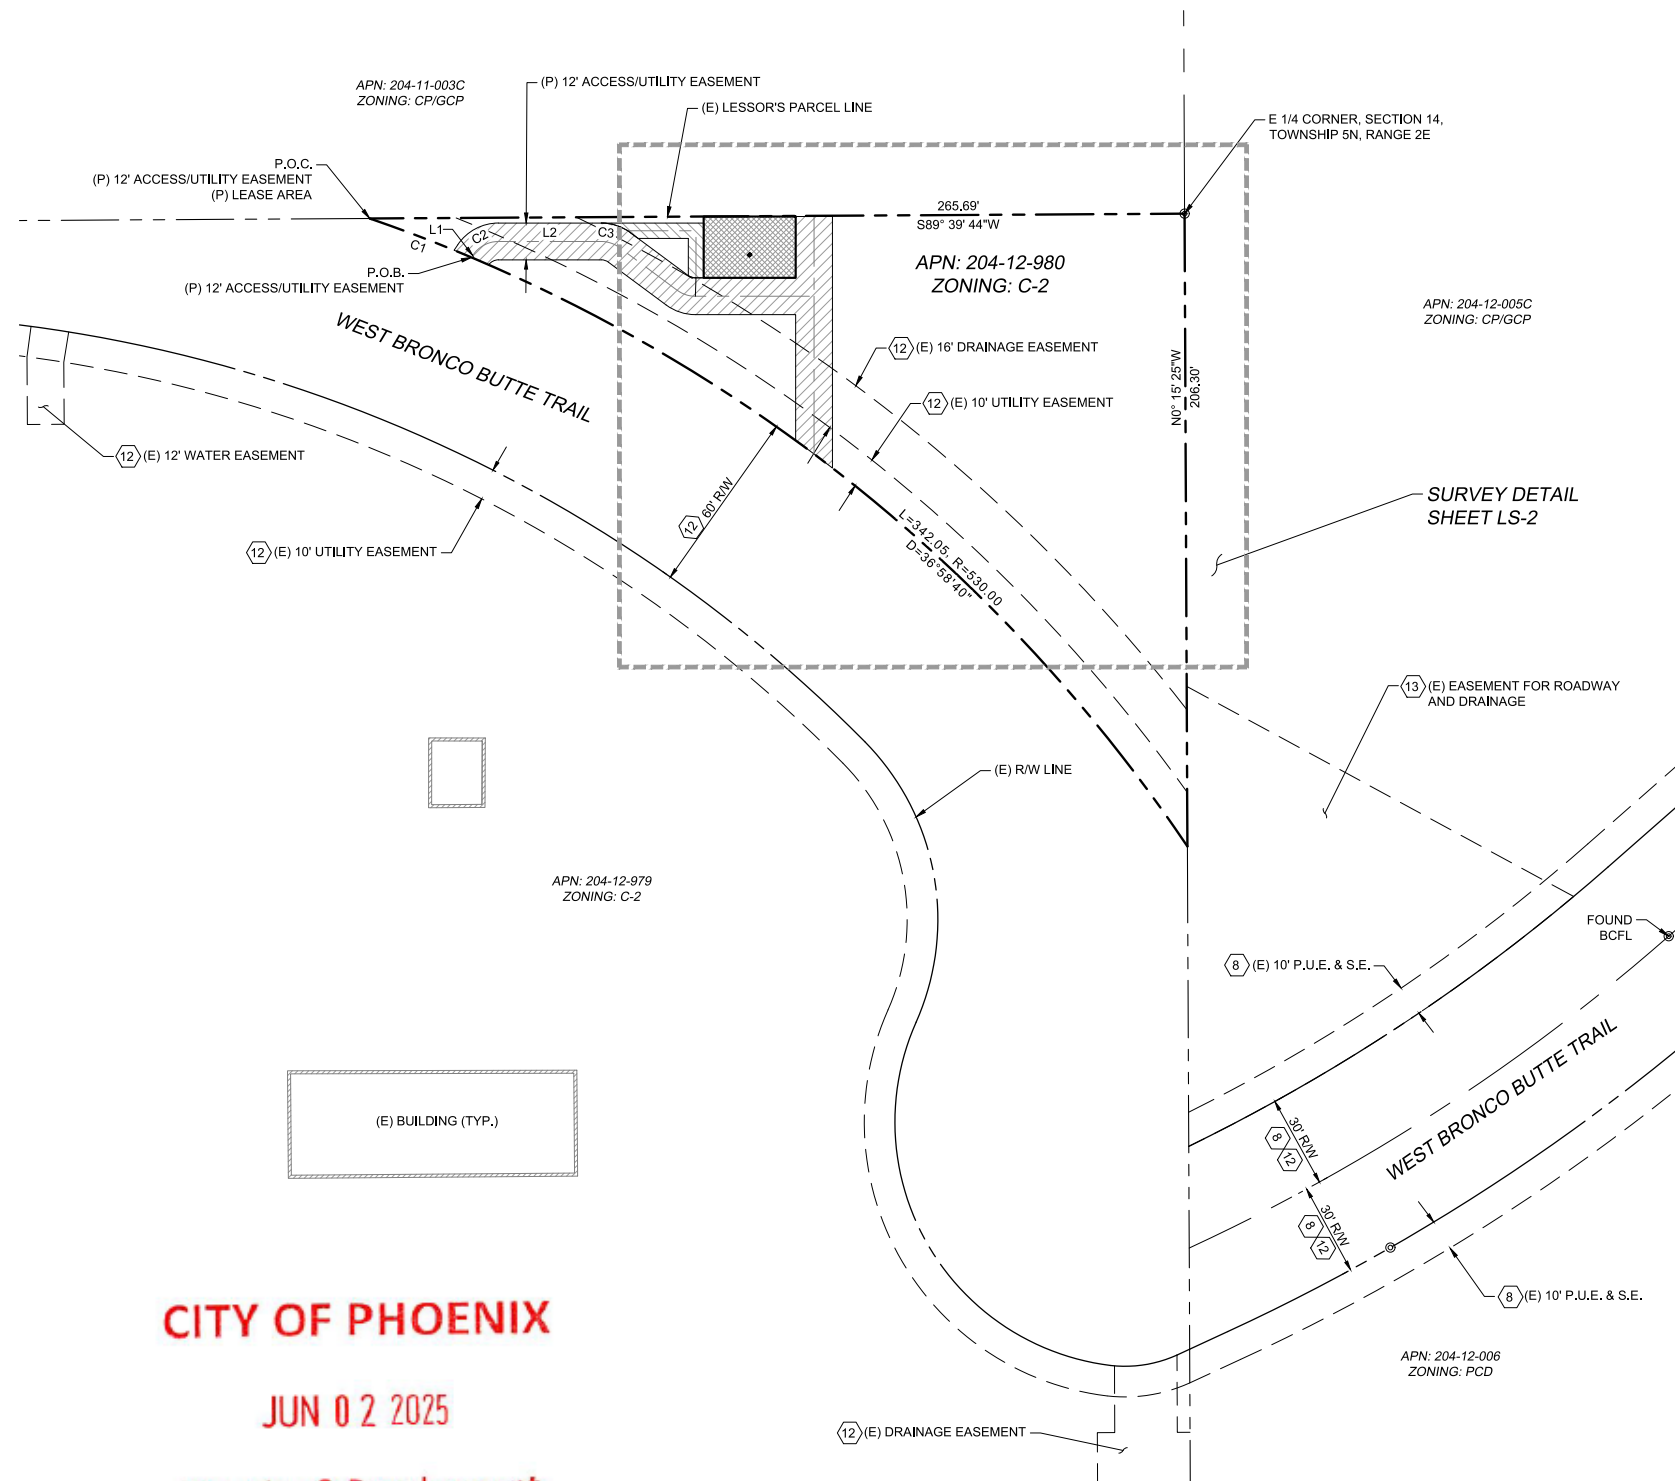 APN: 204-11-003C
ZONING: CP/GCP
(P) 12' ACCESS/UTILITY EASEMENT
(E) LESSOR'S PARCEL LINE
E 1/4 CORNER, SECTION 14,
TOWNSHIP 5N, RANGE 2E
P.O.C.
(P) 12' ACCESS/UTILITY EASEMENT
(P) LEASE AREA
265.69'
S89° 39' 44"W
L1
C1
C2
L2
C3
P.O.B.
(P) 12' ACCESS/UTILITY EASEMENT
APN: 204-12-980
ZONING: C-2
APN: 204-12-005C
ZONING: CP/GCP
WEST BRONCO BUTTE TRAIL
12 (E) 16' DRAINAGE EASEMENT
N0° 15' 25"W
206.30'
12 (E) 10' UTILITY EASEMENT
12 (E) 12' WATER EASEMENT
SURVEY DETAIL
SHEET LS-2
12 60' R/W
12 (E) 10' UTILITY EASEMENT
L=342.05, R=530.00
D=36°58'40"
13 (E) EASEMENT FOR ROADWAY
AND DRAINAGE
(E) R/W LINE
APN: 204-12-979
ZONING: C-2
FOUND
BCFL
8 (E) 10' P.U.E. & S.E.
WEST BRONCO BUTTE TRAIL
(E) BUILDING (TYP.)
30' R/W
8 12
30' R/W
8 12
8 (E) 10' P.U.E. & S.E.
CITY OF PHOENIX
APN: 204-12-006
ZONING: PCD
JUN 02 2025
12 (E) DRAINAGE EASEMENT